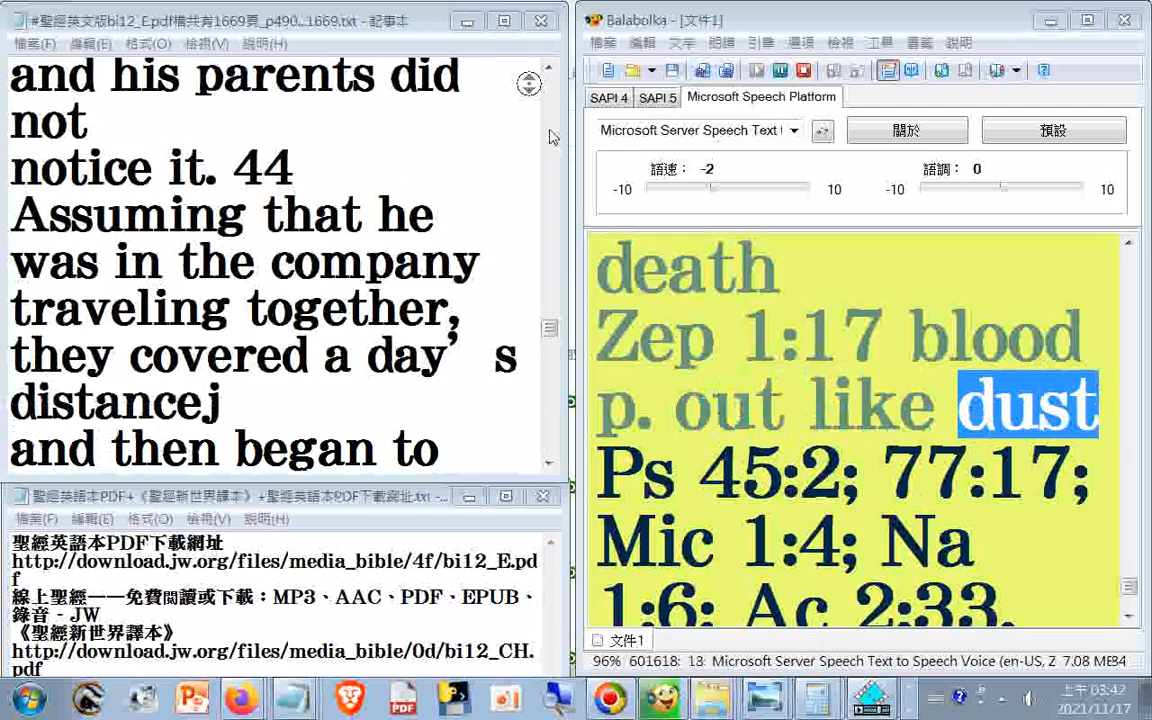 #聖經英文版bi12_E.pdf檔共有1669頁_p490...1669.txt - 記事本
檔案(F) 編輯(E) 格式(O) 檢視(V) 說明(H)
and his parents did
not
notice it. 44
Assuming that he
was in the company
traveling together,
they covered a day’s
distancej
and then began to
聖經英語本PDF+《聖經新世界譯本》+聖經英語本PDF下載網址.txt - ...
檔案(F) 編輯(E) 格式(O) 檢視(V) 說明(H)
聖經英語本PDF下載網址
http://download.jw.org/files/media_bible/4f/bi12_E.pd
f
線上聖經——免費閱讀或下載：MP3、AAC、PDF、EPUB、
錄音 - JW
《聖經新世界譯本》
http://download.jw.org/files/media_bible/0d/bi12_CH.
pdf
Balabolka - [文件1]
檔案 編輯 文字 朗讀 引擎 選項 檢視 工具 書籤 說明
SAPI 4 SAPI 5 Microsoft Speech Platform
Microsoft Server Speech Text 關於 預設
語速： -2 語調： 0
-10 10 -10 10
death
Zep 1:17 blood
p. out like dust
Ps 45:2; 77:17;
Mic 1:4; Na
1:6; Ac 2:33.
文件1
96% 601618: 13: Microsoft Server Speech Text to Speech Voice (en-US, Z 7.08 MB
上午 03:42
2021/11/17